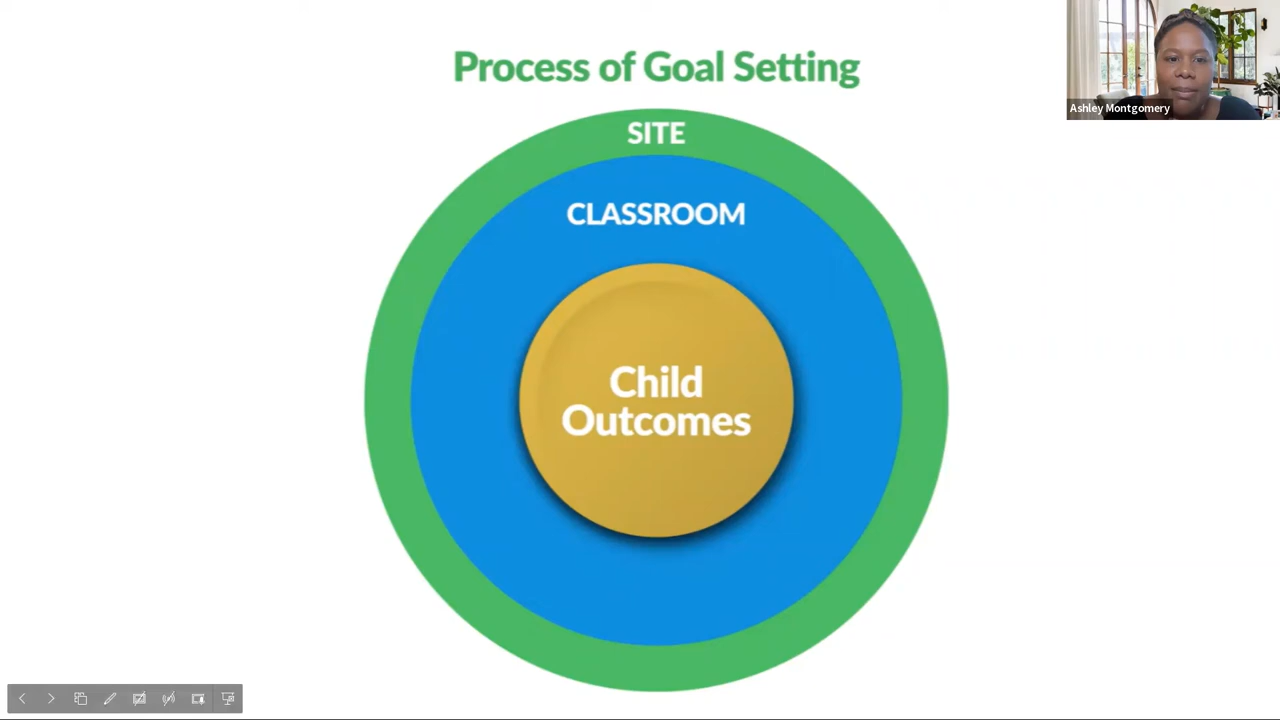 Process of Goal Setting
SITE
CLASSROOM
Child
Outcomes
Ashley Montgomery